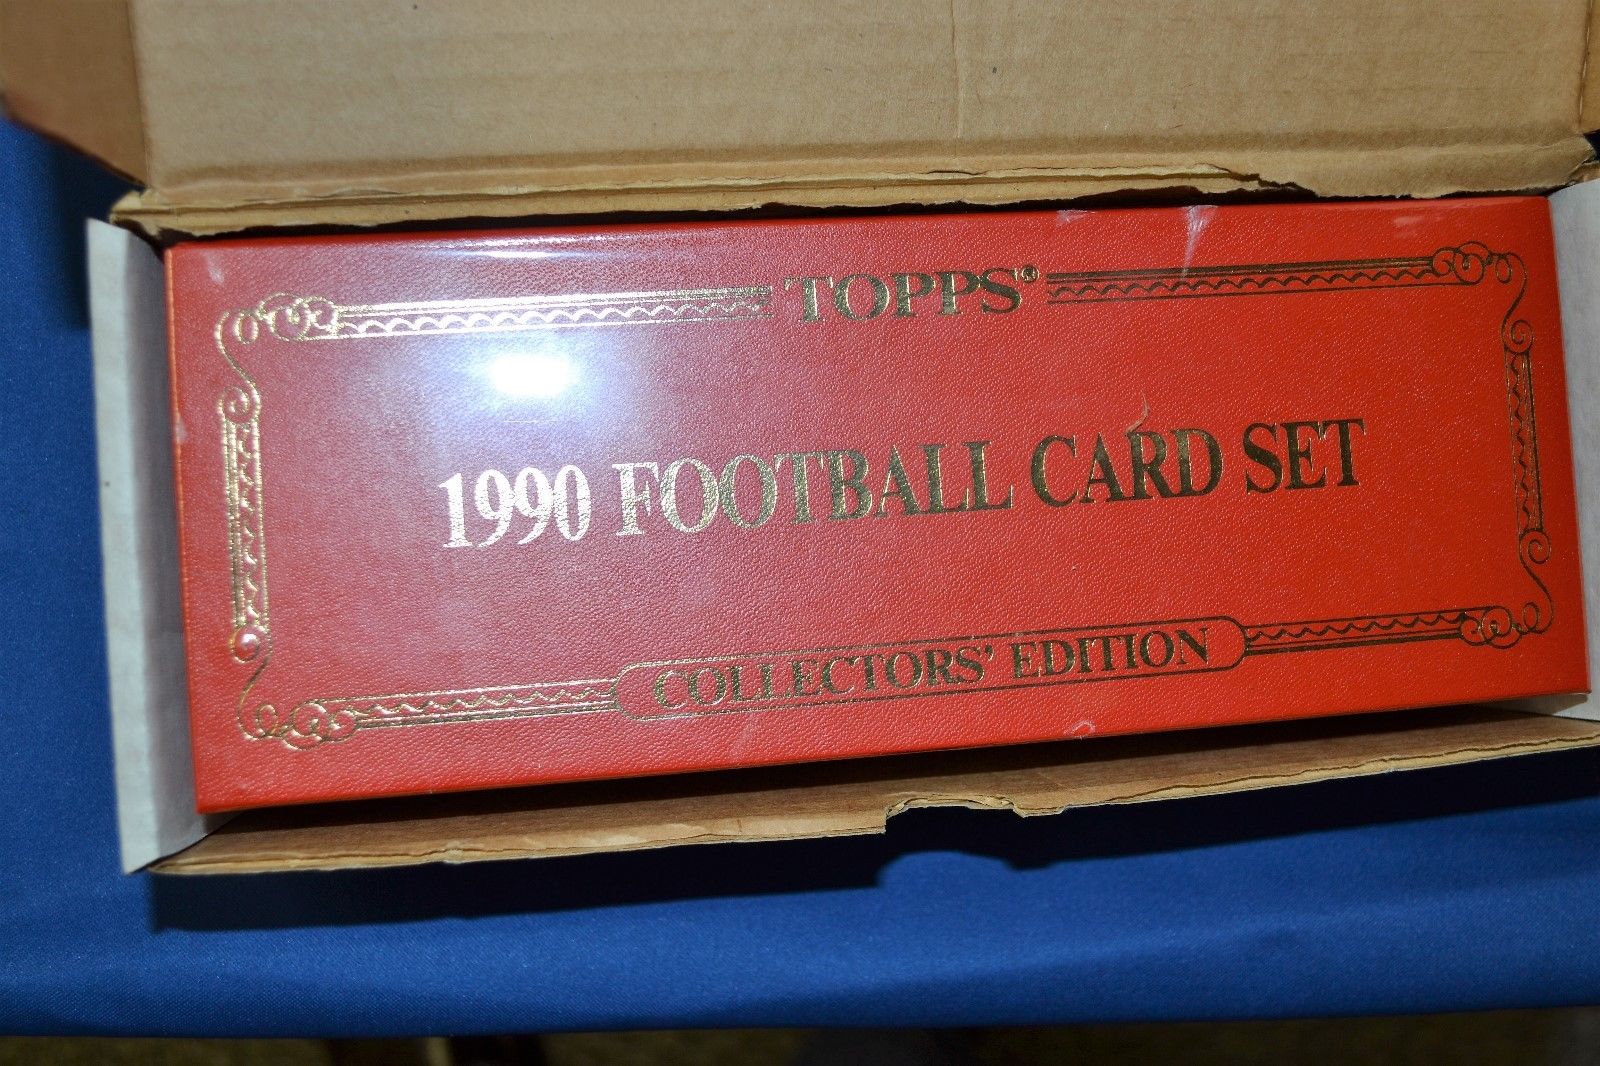 TOPPS®
1990 FOOTBALL CARD SET
COLLECTORS' EDITION